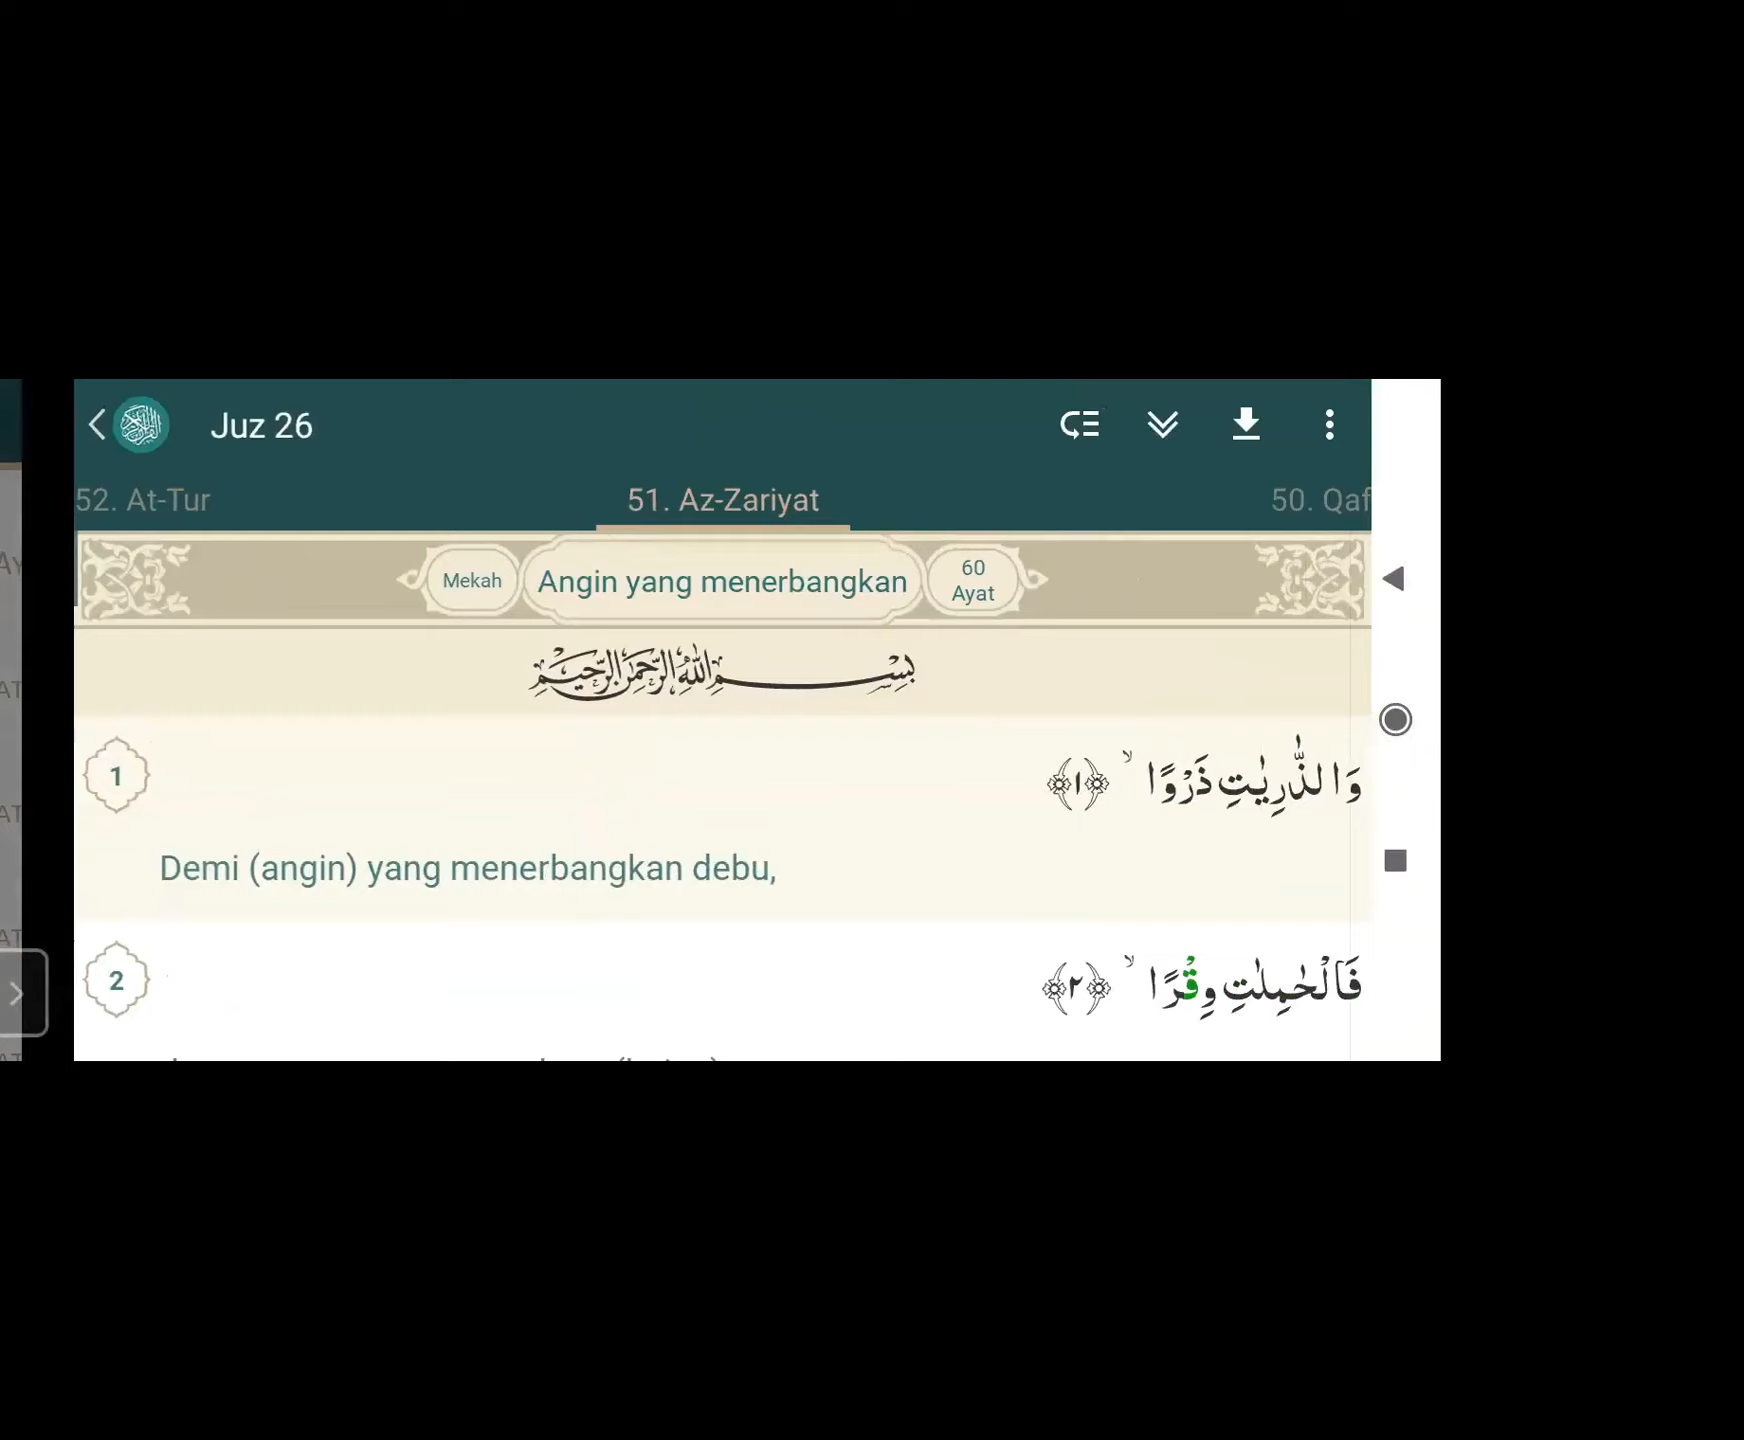 Juz 26
52. At-Tur
51. Az-Zariyat
50. Qaf
Mekah
Angin yang menerbangkan
60
Ayat
بِسْمِ اللّٰهِ الرَّحْمٰنِ الرَّحِيْمِ
1
وَالذّٰرِيٰتِ ذَرْوًا ۙ ﴿١﴾
Demi (angin) yang menerbangkan debu,
2
فَالْحٰمِلٰتِ وِقْرًا ۙ ﴿٢﴾